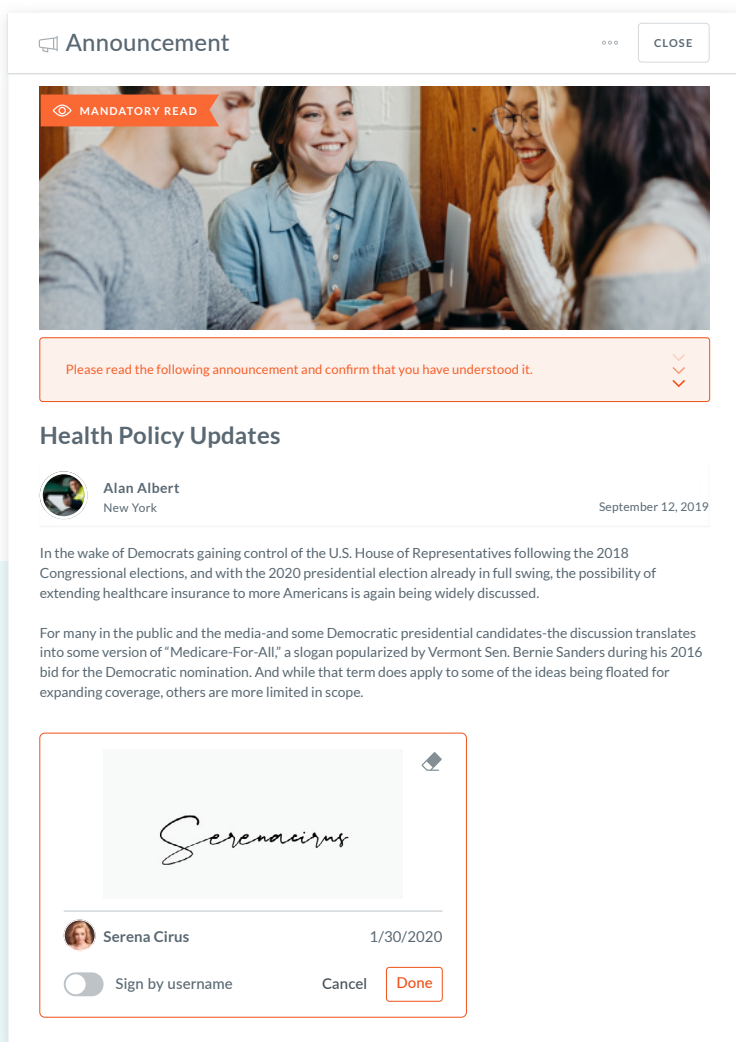 Announcement
CLOSE
MANDATORY READ
Please read the following announcement and confirm that you have understood it.
Health Policy Updates
Alan Albert
New York
September 12, 2019
In the wake of Democrats gaining control of the U.S. House of Representatives following the 2018
Congressional elections, and with the 2020 presidential election already in full swing, the possibility of
extending healthcare insurance to more Americans is again being widely discussed.
For many in the public and the media-and some Democratic presidential candidates-the discussion translates
into some version of “Medicare-For-All,” a slogan popularized by Vermont Sen. Bernie Sanders during his 2016
bid for the Democratic nomination. And while that term does apply to some of the ideas being floated for
expanding coverage, others are more limited in scope.
Serenacirus
Serena Cirus
1/30/2020
Sign by username
Cancel
Done